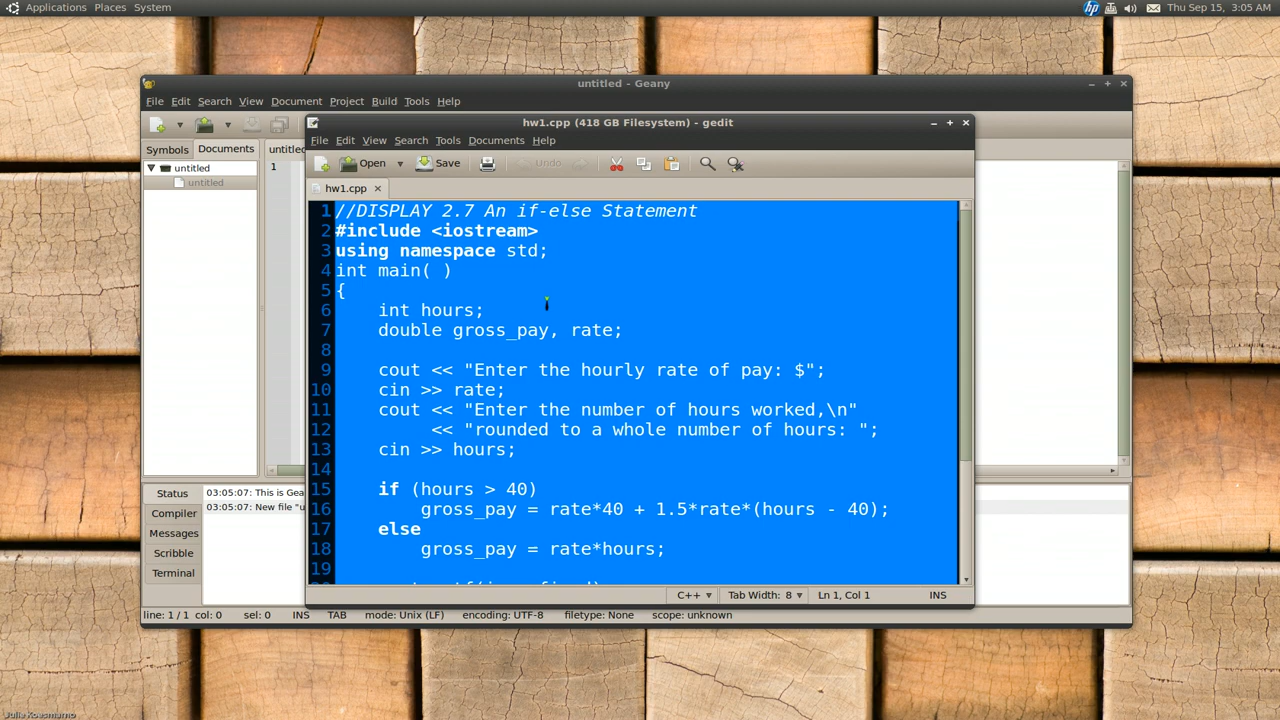 Applications Places System
hp
Thu Sep 15, 3:05 AM
untitled - Geany
File Edit Search View Document Project Build Tools Help
Symbols Documents
untitled
untitled
untitled
1
hw1.cpp (418 GB Filesystem) - gedit
File Edit View Search Tools Documents Help
Open Save Undo
hw1.cpp
1 //DISPLAY 2.7 An if-else Statement
2 #include <iostream>
3 using namespace std;
4 int main( )
5 {
6 int hours;
7 double gross_pay, rate;
8
9 cout << "Enter the hourly rate of pay: $";
10 cin >> rate;
11 cout << "Enter the number of hours worked,\n"
12 << "rounded to a whole number of hours: ";
13 cin >> hours;
14
15 if (hours > 40)
16 gross_pay = rate*40 + 1.5*rate*(hours - 40);
17 else
18 gross_pay = rate*hours;
19
C++ Tab Width: 8 Ln 1, Col 1 INS
Status
Compiler
Messages
Scribble
Terminal
03:05:07: This is Gea
03:05:07: New file "u
line: 1 / 1 col: 0 sel: 0 INS TAB mode: Unix (LF) encoding: UTF-8 filetype: None scope: unknown